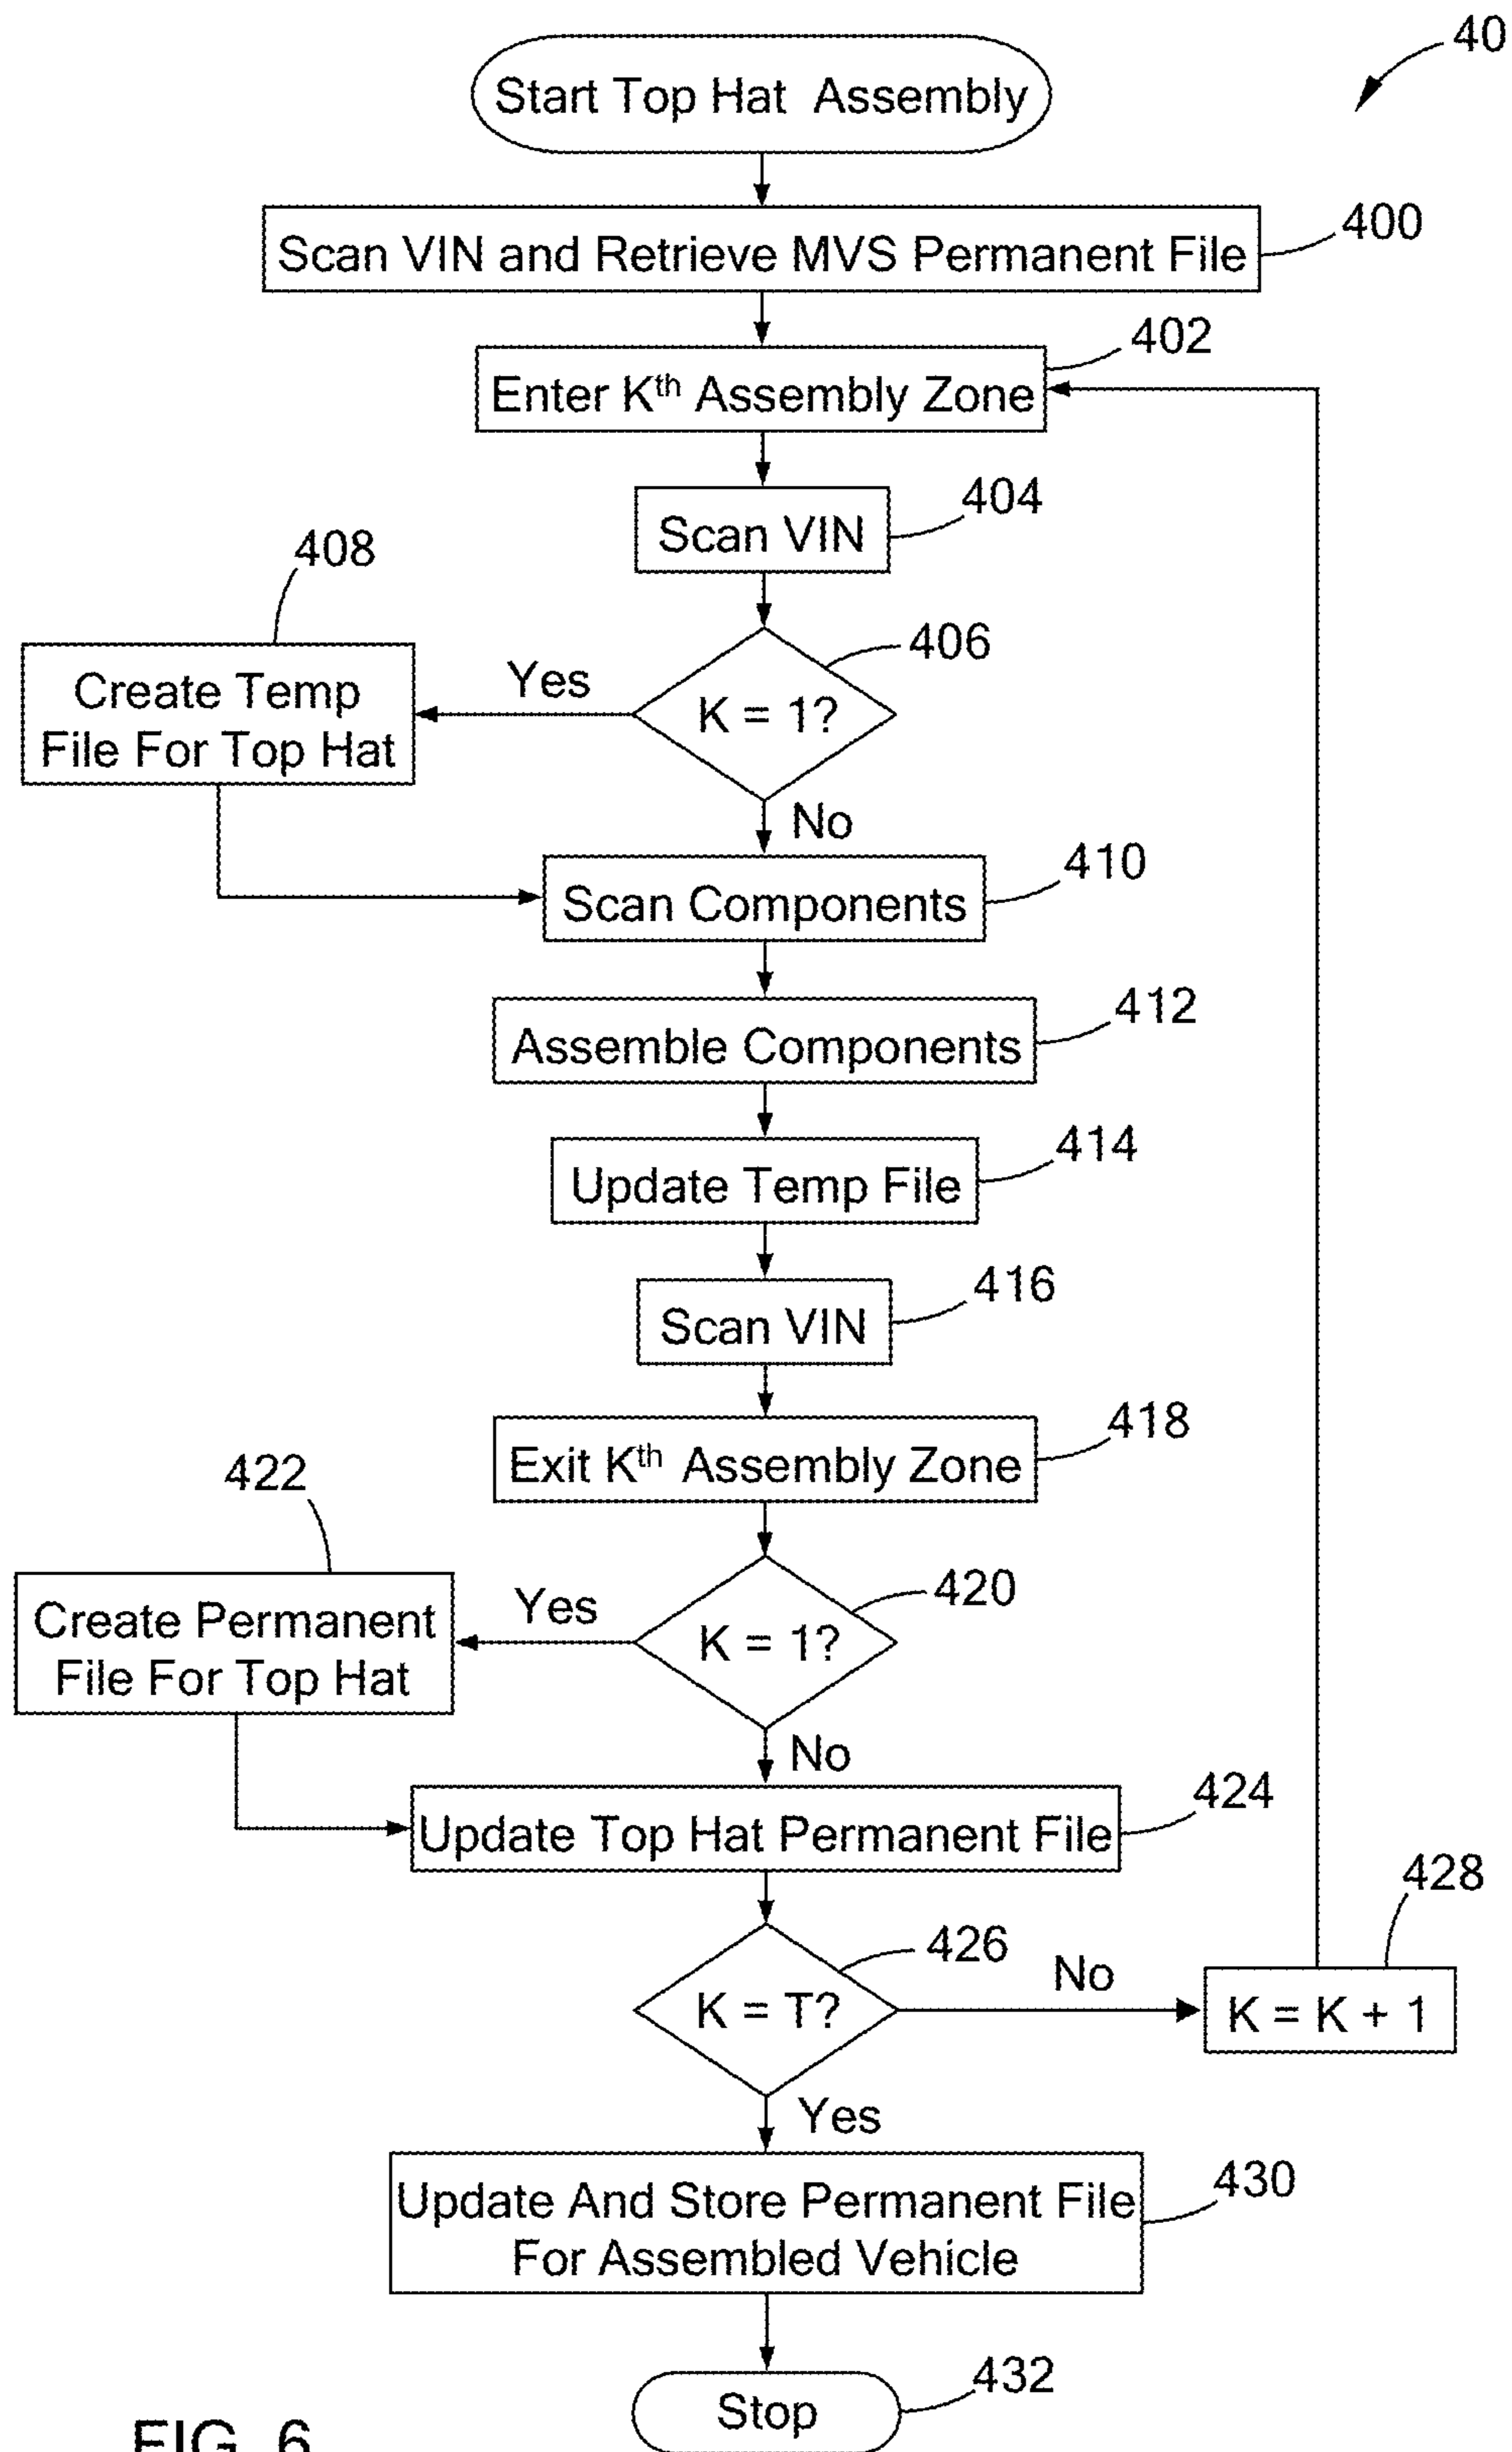 40
Start Top Hat Assembly
Scan VIN and Retrieve MVS Permanent File
400
402
Enter Kth Assembly Zone
404
Scan VIN
408
406
Create Temp
File For Top Hat
Yes
K = 1?
No
410
Scan Components
412
Assemble Components
414
Update Temp File
416
Scan VIN
418
Exit Kth Assembly Zone
422
420
Create Permanent
File For Top Hat
Yes
K = 1?
No
424
Update Top Hat Permanent File
428
426
No
K = T?
K = K + 1
Yes
430
Update And Store Permanent File
For Assembled Vehicle
432
Stop
FIG. 6